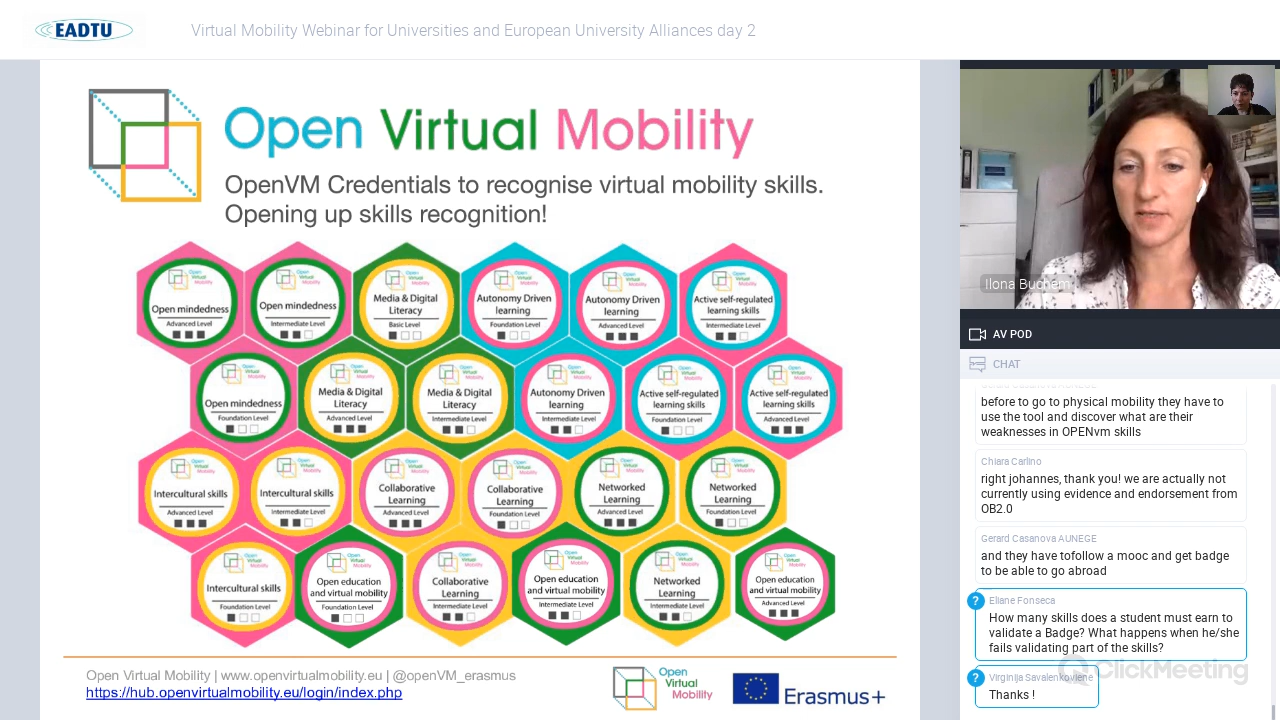 EADTU
Virtual Mobility Webinar for Universities and European University Alliances day 2
Open Virtual Mobility
OpenVM Credentials to recognise virtual mobility skills.
Opening up skills recognition!
Open mindedness
Advanced Level
Open mindedness
Intermediate Level
Media & Digital
Literacy
Basic Level
Autonomy Driven
learning
Foundation Level
Autonomy Driven
learning
Advanced Level
Active self-regulated
learning skills
Intermediate Level
Open mindedness
Foundation Level
Media & Digital
Literacy
Advanced Level
Media & Digital
Literacy
Intermediate Level
Autonomy Driven
learning
Intermediate Level
Active self-regulated
learning skills
Foundation Level
Active self-regulated
learning skills
Advanced Level
Intercultural skills
Advanced Level
Intercultural skills
Intermediate Level
Collaborative
Learning
Advanced Level
Collaborative
Learning
Foundation Level
Networked
Learning
Advanced Level
Networked
Learning
Foundation Level
Intercultural skills
Foundation Level
Open education
and virtual mobility
Foundation Level
Collaborative
Learning
Intermediate Level
Open education
and virtual mobility
Intermediate Level
Networked
Learning
Intermediate Level
Open education
and virtual mobility
Advanced Level
Open Virtual Mobility | www.openvirtualmobility.eu | @openVM_erasmus
https://hub.openvirtualmobility.eu/login/index.php
Open
Virtual
Mobility
Erasmus+
Ilona Buchem
AV POD
CHAT
before to go to physical mobility they have to
use the tool and discover what are their
weaknesses in OPENvm skills
Chiara Carlino
right johannes, thank you! we are actually not
currently using evidence and endorsement from
OB2.0
Gerard Casanova AUNEGE
and they have tofollow a mooc and get badge
to be able to go abroad
Eliane Fonseca
How many skills does a student must earn to
validate a Badge? What happens when he/she
fails validating part of the skills?
Virginija Savalenkoviene
Thanks !
ClickMeeting